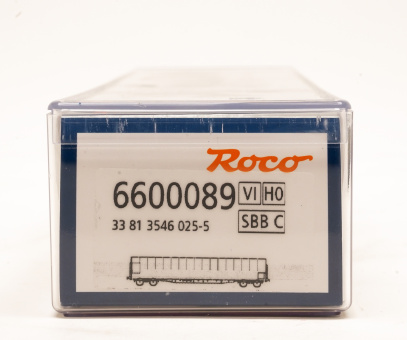 Roco
6600089 VI H0
33 81 3546 025-5 SBB C